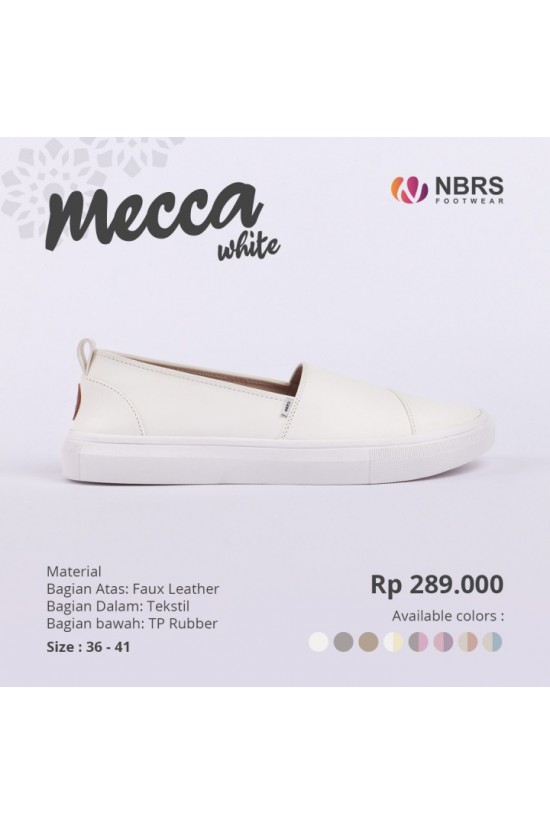 mecca
white
NBRS
FOOTWEAR
NBRS
Material
Bagian Atas: Faux Leather
Bagian Dalam: Tekstil
Bagian bawah: TP Rubber
Size : 36 - 41
Rp 289.000
Available colors :